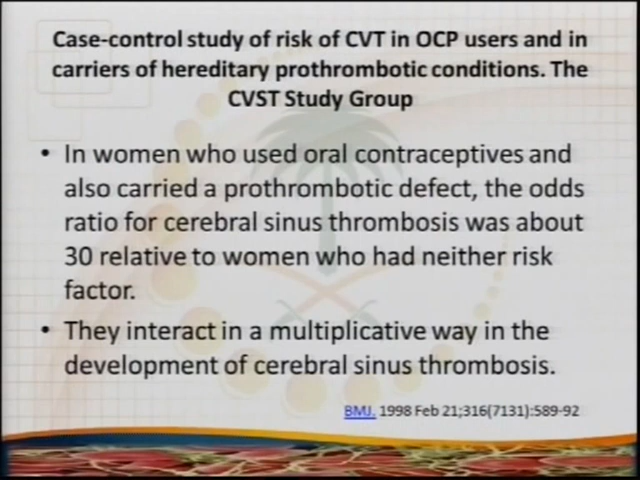 Case-control study of risk of CVT in OCP users and in
carriers of hereditary prothrombotic conditions. The
CVST Study Group
• In women who used oral contraceptives and
also carried a prothrombotic defect, the odds
ratio for cerebral sinus thrombosis was about
30 relative to women who had neither risk
factor.
• They interact in a multiplicative way in the
development of cerebral sinus thrombosis.
BMJ. 1998 Feb 21;316(7131):589-92